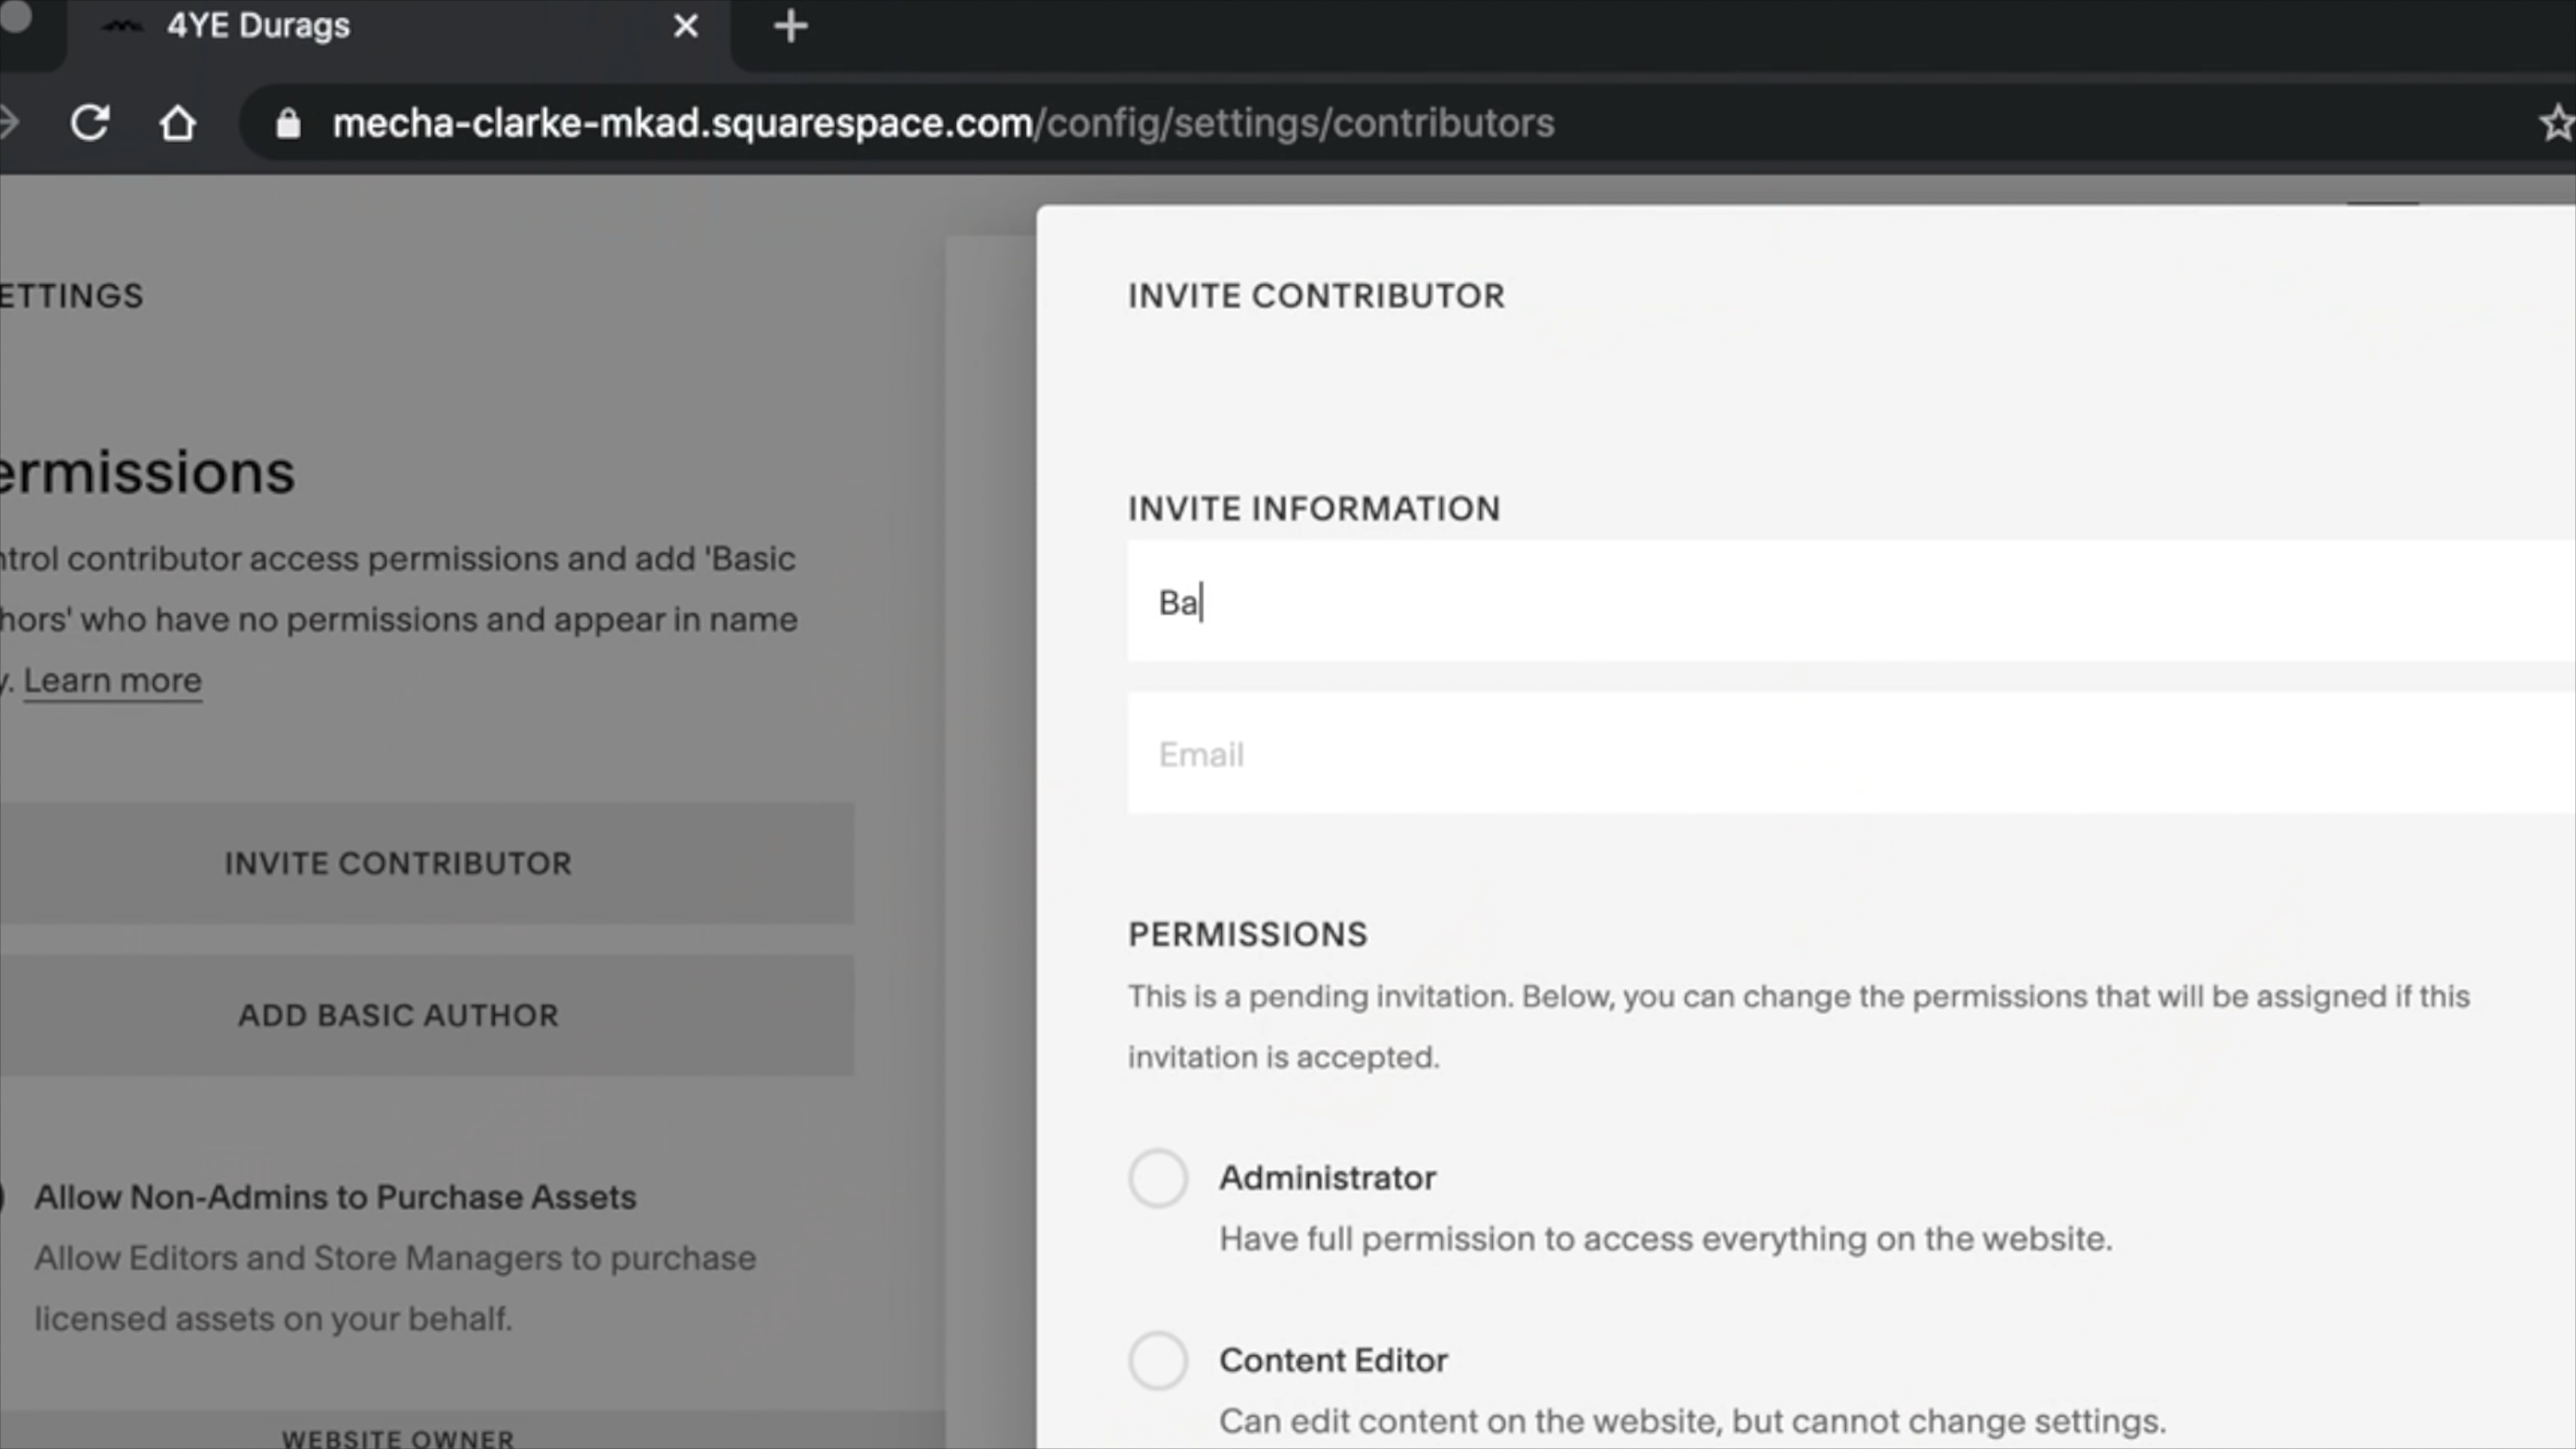 4YE Durags
mecha-clarke-mkad.squarespace.com/config/settings/contributors
ETTINGS
ermissions
ntrol contributor access permissions and add 'Basic
hors' who have no permissions and appear in name
y. Learn more
INVITE CONTRIBUTOR
ADD BASIC AUTHOR
Allow Non-Admins to Purchase Assets
Allow Editors and Store Managers to purchase
licensed assets on your behalf.
WEBSITE OWNER
INVITE CONTRIBUTOR
INVITE INFORMATION
Ba
Email
PERMISSIONS
This is a pending invitation. Below, you can change the permissions that will be assigned if this
invitation is accepted.
Administrator
Have full permission to access everything on the website.
Content Editor
Can edit content on the website, but cannot change settings.